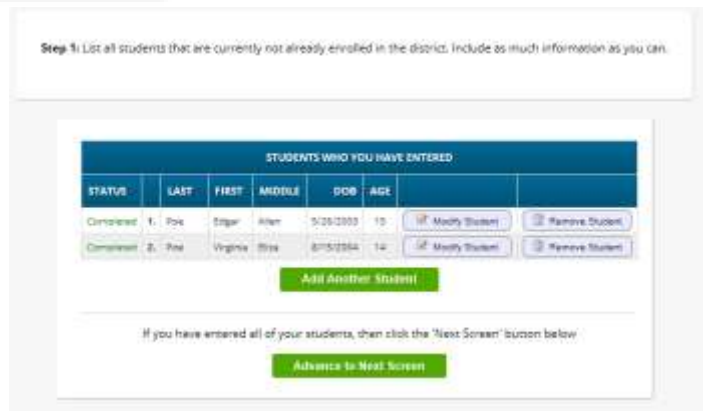 Step 1: List all students that are currently not already enrolled in the district. Include as much information as you can.
STUDENTS WHO YOU HAVE ENTERED
STATUS LAST FIRST MIDDLE DOB AGE
Completed 1. Poe Edgar Allen 15 Modify Student Remove Student
Completed 2. Poe Virginia Eliza 14 Modify Student Remove Student
Add Another Student
If you have entered all of your students, then click the 'Next Screen' button below
Advance to Next Screen